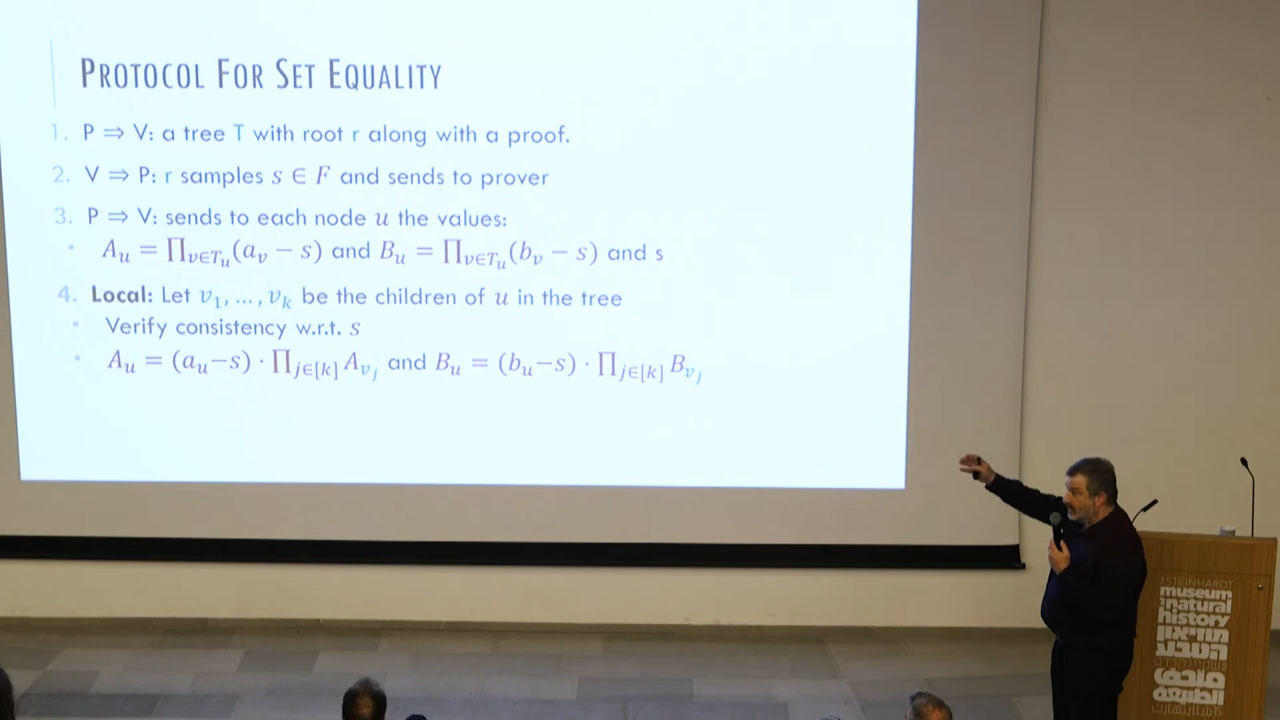 PROTOCOL FOR SET EQUALITY
1. P ⇒ V: a tree T with root r along with a proof.
2. V ⇒ P: r samples s ∈ F and sends to prover
3. P ⇒ V: sends to each node u the values:
▪ A_u = ∏_{v∈T_u}(a_v − s) and B_u = ∏_{v∈T_u}(b_v − s) and s
4. Local: Let v_1, …, v_k be the children of u in the tree
▪ Verify consistency w.r.t. s
▪ A_u = (a_u−s) · ∏_{j∈[k]} A_{v_j} and B_u = (b_u−s) · ∏_{j∈[k]} B_{v_j}
STEINHARDT
museum
natural
history
מוזיאון
הטבע